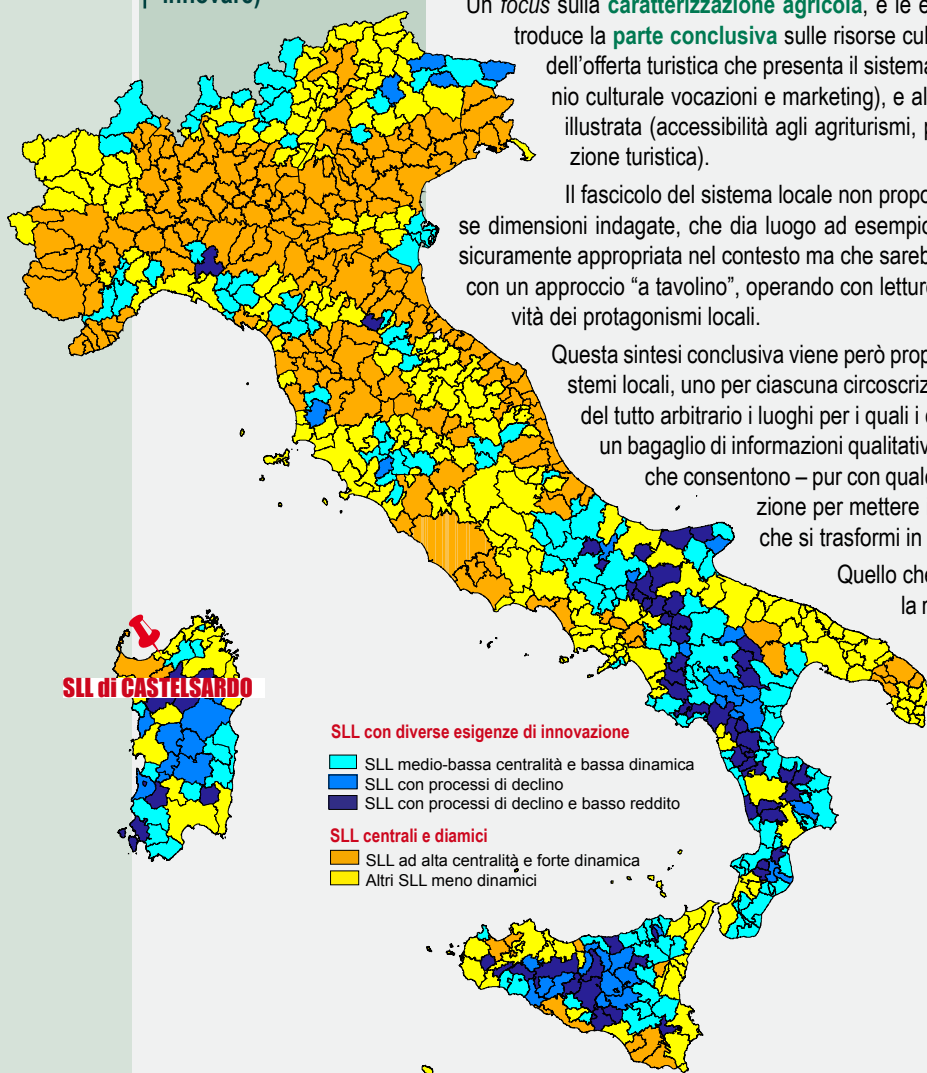 innovare)
Un focus sulla caratterizzazione agricola, e le e
troduce la parte conclusiva sulle risorse cul
dell’offerta turistica che presenta il sistema
nio culturale vocazioni e marketing), e al
illustrata (accessibilità agli agriturismi, p
zione turistica).
Il fascicolo del sistema locale non propo
se dimensioni indagate, che dia luogo ad esempio
sicuramente appropriata nel contesto ma che sareb
con un approccio “a tavolino”, operando con letture
vità dei protagonismi locali.
Questa sintesi conclusiva viene però prop
stemi locali, uno per ciascuna circoscriz
del tutto arbitrario i luoghi per i quali i
un bagaglio di informazioni qualitativ
che consentono – pur con qualc
zione per mettere
che si trasformi in
Quello che
la
SLL di CASTELSARDO
SLL con diverse esigenze di innovazione
SLL medio-bassa centralità e bassa dinamica
SLL con processi di declino
SLL con processi di declino e basso reddito
SLL centrali e diamici
SLL ad alta centralità e forte dinamica
Altri SLL meno dinamici